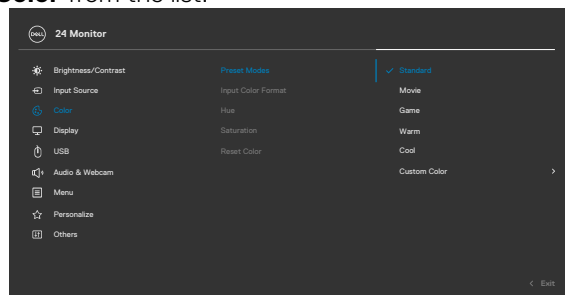 Color from the list.
DELL 24 Monitor
Brightness/Contrast Preset Modes ✓ Standard
Input Source Input Color Format Movie
Color Hue Game
Display Saturation Warm
USB Reset Color Cool
Audio & Webcam Custom Color >
Menu
Personalize
Others
< Exit